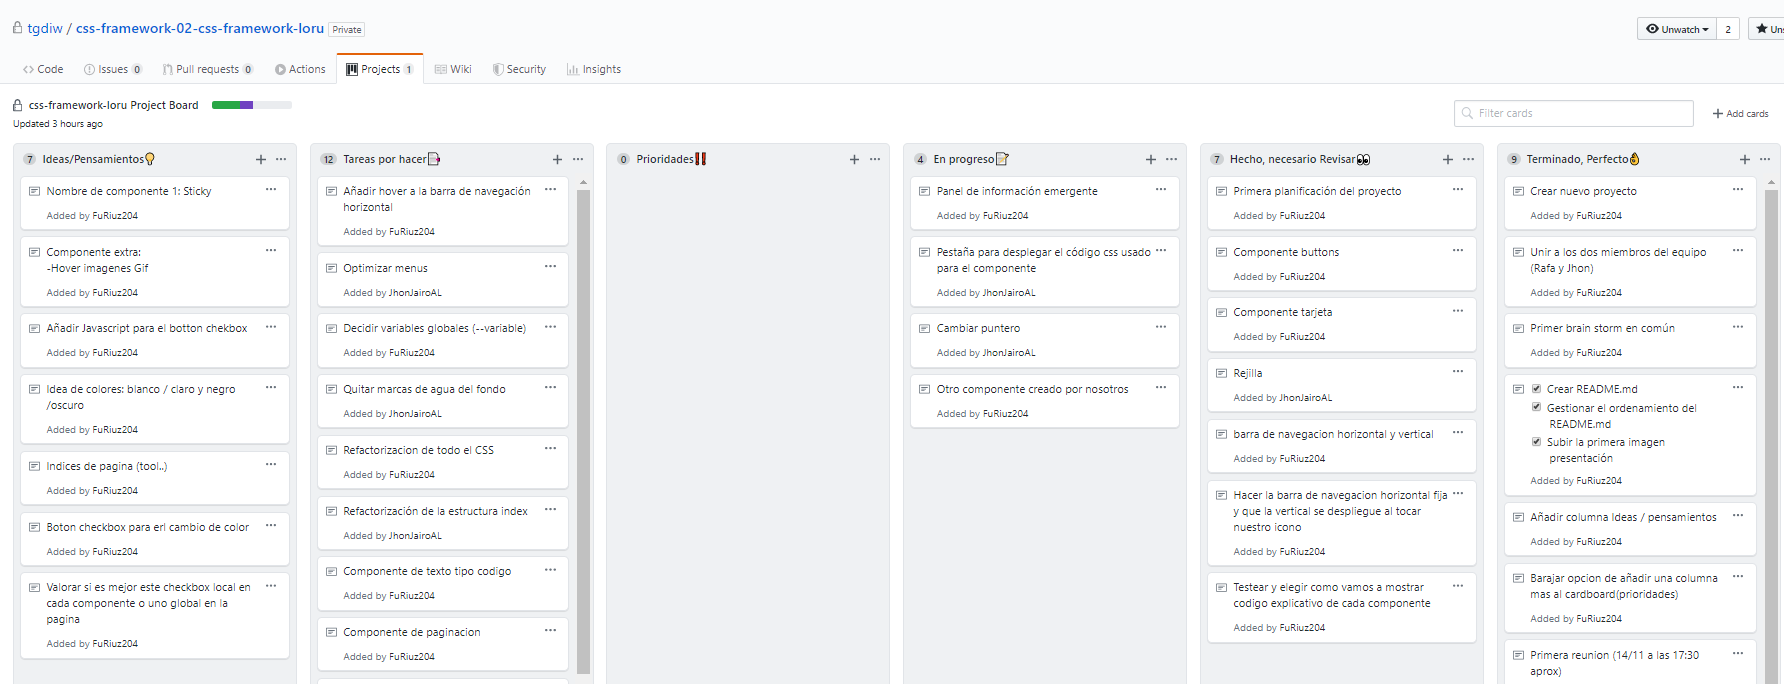 tgdiw / css-framework-02-css-framework-loru Private
Unwatch 2
Uns
Code
Issues 0
Pull requests 0
Actions
Projects 1
Wiki
Security
Insights
css-framework-loru Project Board
Updated 3 hours ago
Filter cards
Add cards
7 Ideas/Pensamientos
Nombre de componente 1: Sticky
Added by FuRiuz204
Componente extra:
-Hover imagenes Gif
Added by FuRiuz204
Añadir Javascript para el botton chekbox
Added by FuRiuz204
Idea de colores: blanco / claro y negro
/oscuro
Added by FuRiuz204
Indices de pagina (tool..)
Added by FuRiuz204
Boton checkbox para erl cambio de color
Added by FuRiuz204
Valorar si es mejor este checkbox local en
cada componente o uno global en la
pagina
Added by FuRiuz204
12 Tareas por hacer
Añadir hover a la barra de navegación
horizontal
Added by FuRiuz204
Optimizar menus
Added by JhonJairoAL
Decidir variables globales (--variable)
Added by FuRiuz204
Quitar marcas de agua del fondo
Added by JhonJairoAL
Refactorizacion de todo el CSS
Added by FuRiuz204
Refactorización de la estructura index
Added by JhonJairoAL
Componente de texto tipo codigo
Added by FuRiuz204
Componente de paginacion
Added by FuRiuz204
0 Prioridades
4 En progreso
Panel de información emergente
Added by FuRiuz204
Pestaña para desplegar el código css usado
para el componente
Added by JhonJairoAL
Cambiar puntero
Added by JhonJairoAL
Otro componente creado por nosotros
Added by FuRiuz204
7 Hecho, necesario Revisar
Primera planificación del proyecto
Added by FuRiuz204
Componente buttons
Added by FuRiuz204
Componente tarjeta
Added by FuRiuz204
Rejilla
Added by JhonJairoAL
barra de navegacion horizontal y vertical
Added by FuRiuz204
Hacer la barra de navegacion horizontal fija
y que la vertical se despliegue al tocar
nuestro icono
Added by FuRiuz204
Testear y elegir como vamos a mostrar
codigo explicativo de cada componente
Added by FuRiuz204
9 Terminado, Perfecto
Crear nuevo proyecto
Added by FuRiuz204
Unir a los dos miembros del equipo
(Rafa y Jhon)
Added by FuRiuz204
Primer brain storm en común
Added by FuRiuz204
Crear README.md
Gestionar el ordenamiento del
README.md
Subir la primera imagen
presentación
Added by FuRiuz204
Añadir columna Ideas / pensamientos
Added by FuRiuz204
Barajar opcion de añadir una columna
mas al cardboard(prioridades)
Added by FuRiuz204
Primera reunion (14/11 a las 17:30
aprox)